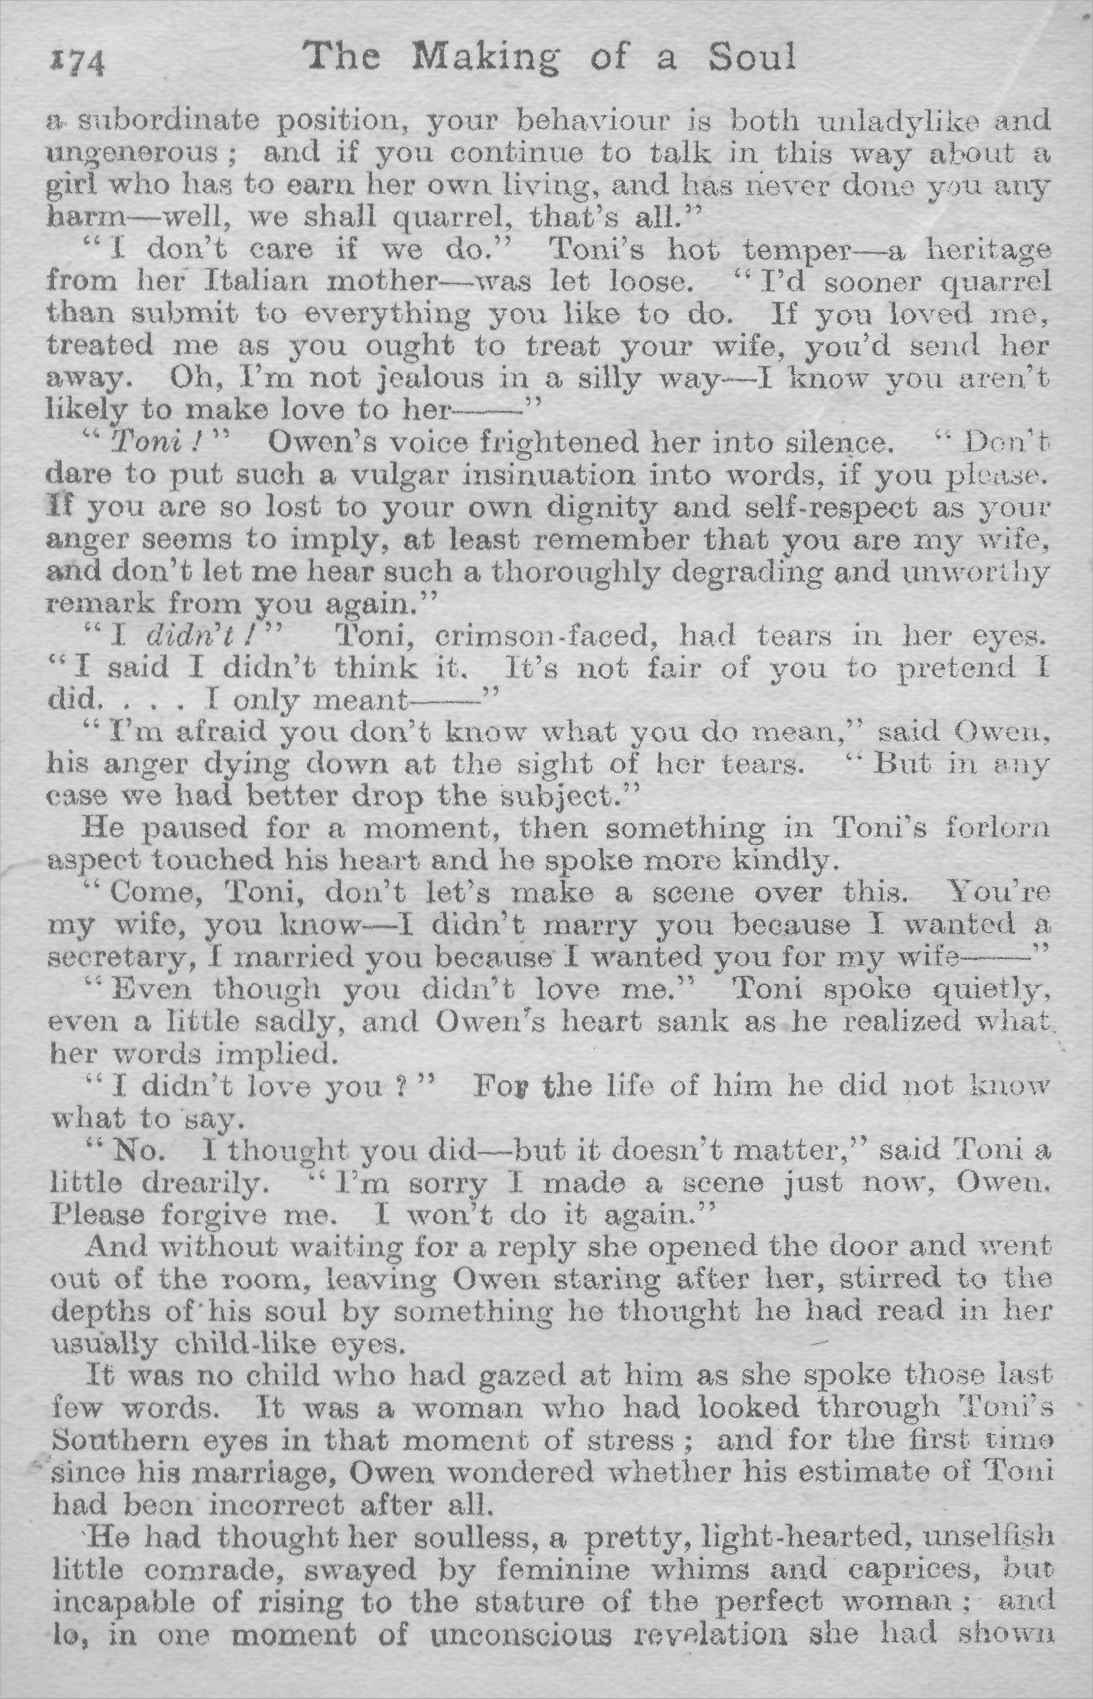 174 The Making of a Soul
a subordinate position, your behaviour is both unladylike and
ungenerous ; and if you continue to talk in this way about a
girl who has to earn her own living, and has never done you any
harm—well, we shall quarrel, that’s all.”
“I don’t care if we do.” Toni’s hot temper—a heritage
from her Italian mother—was let loose. “I’d sooner quarrel
than submit to everything you like to do. If you loved me,
treated me as you ought to treat your wife, you’d send her
away. Oh, I’m not jealous in a silly way—I know you aren’t
likely to make love to her——”
“Toni !” Owen’s voice frightened her into silence. “Don’t
dare to put such a vulgar insinuation into words, if you please.
If you are so lost to your own dignity and self-respect as your
anger seems to imply, at least remember that you are my wife,
and don’t let me hear such a thoroughly degrading and unworthy
remark from you again.”
“I didn’t !” Toni, crimson-faced, had tears in her eyes.
“I said I didn’t think it. It’s not fair of you to pretend I
did. . . . I only meant——”
“I’m afraid you don’t know what you do mean,” said Owen,
his anger dying down at the sight of her tears. “But in any
case we had better drop the subject.”
He paused for a moment, then something in Toni’s forlorn
aspect touched his heart and he spoke more kindly.
“Come, Toni, don’t let’s make a scene over this. You’re
my wife, you know—I didn’t marry you because I wanted a
secretary, I married you because I wanted you for my wife——”
“Even though you didn’t love me.” Toni spoke quietly,
even a little sadly, and Owen’s heart sank as he realized what
her words implied.
“I didn’t love you ?” For the life of him he did not know
what to say.
“No. I thought you did—but it doesn’t matter,” said Toni a
little drearily. “I’m sorry I made a scene just now, Owen.
Please forgive me. I won’t do it again.”
And without waiting for a reply she opened the door and went
out of the room, leaving Owen staring after her, stirred to the
depths of his soul by something he thought he had read in her
usually child-like eyes.
It was no child who had gazed at him as she spoke those last
few words. It was a woman who had looked through Toni’s
Southern eyes in that moment of stress ; and for the first time
since his marriage, Owen wondered whether his estimate of Toni
had been incorrect after all.
He had thought her soulless, a pretty, light-hearted, unselfish
little comrade, swayed by feminine whims and caprices, but
incapable of rising to the stature of the perfect woman ; and
lo, in one moment of unconscious revelation she had shown